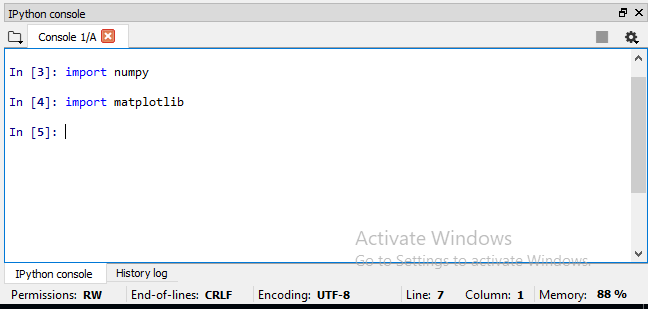 IPython console
Console 1/A
In [3]: import numpy
In [4]: import matplotlib
In [5]:
Activate Windows
Go to Settings to activate Windows.
IPython console History log
Permissions: RW End-of-lines: CRLF Encoding: UTF-8 Line: 7 Column: 1 Memory: 88 %